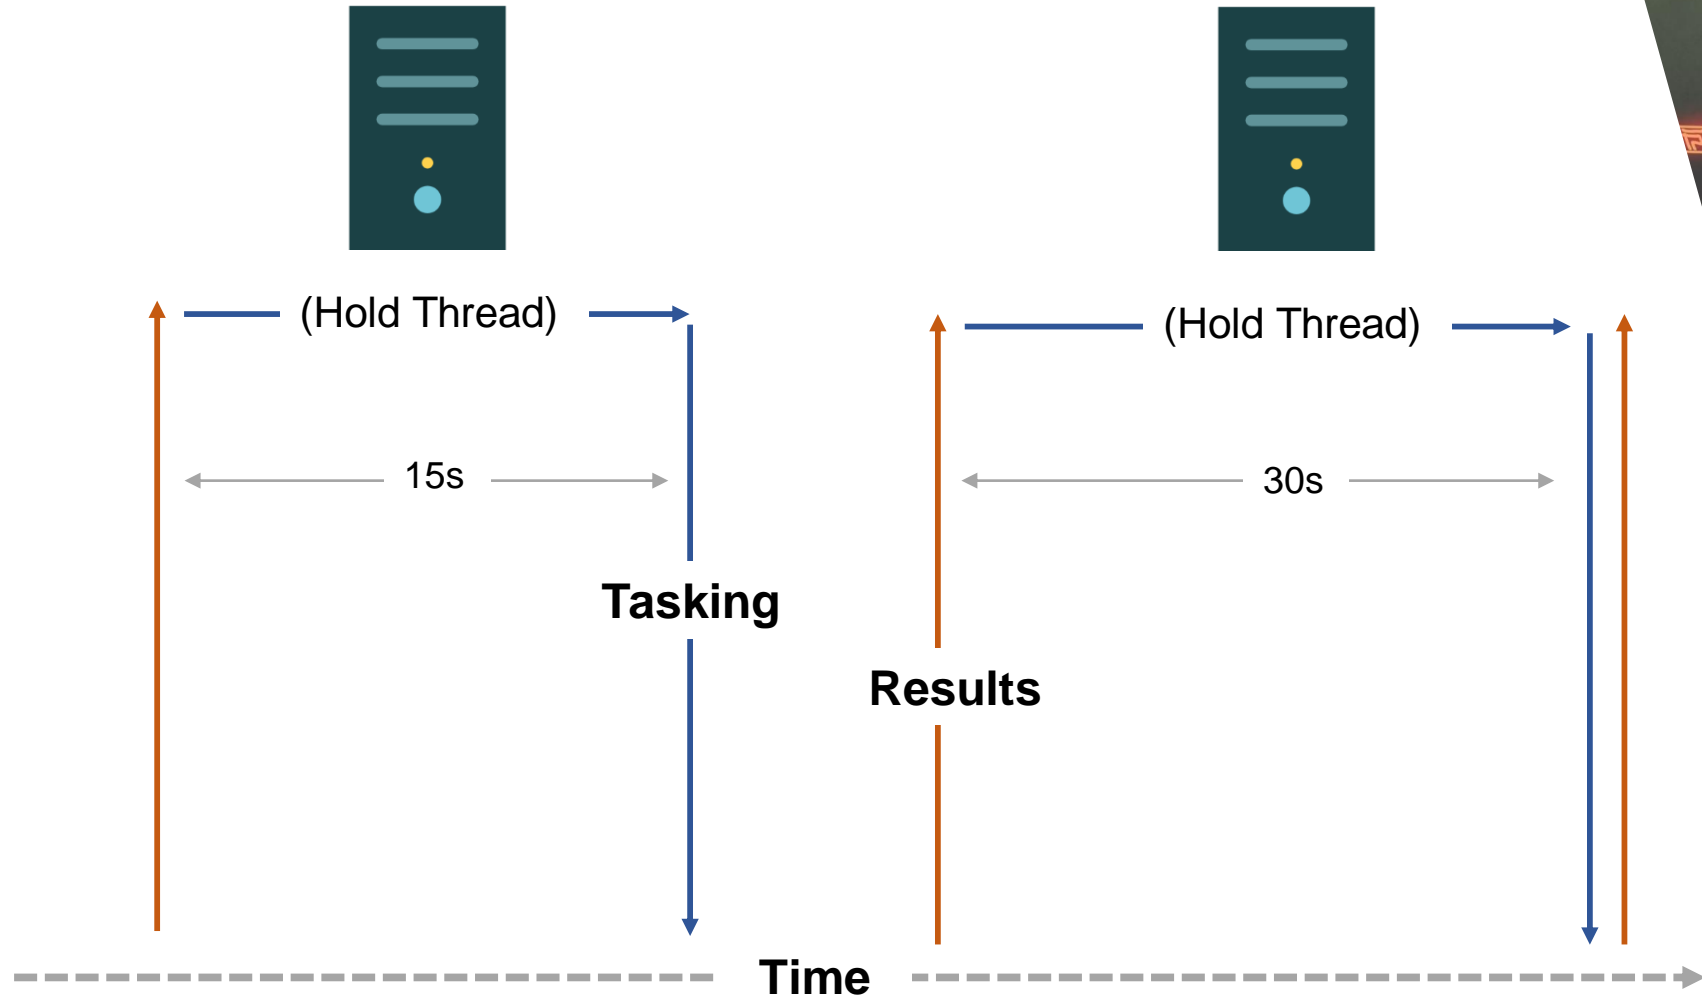 (Hold Thread)
(Hold Thread)
15s
30s
Tasking
Results
Time